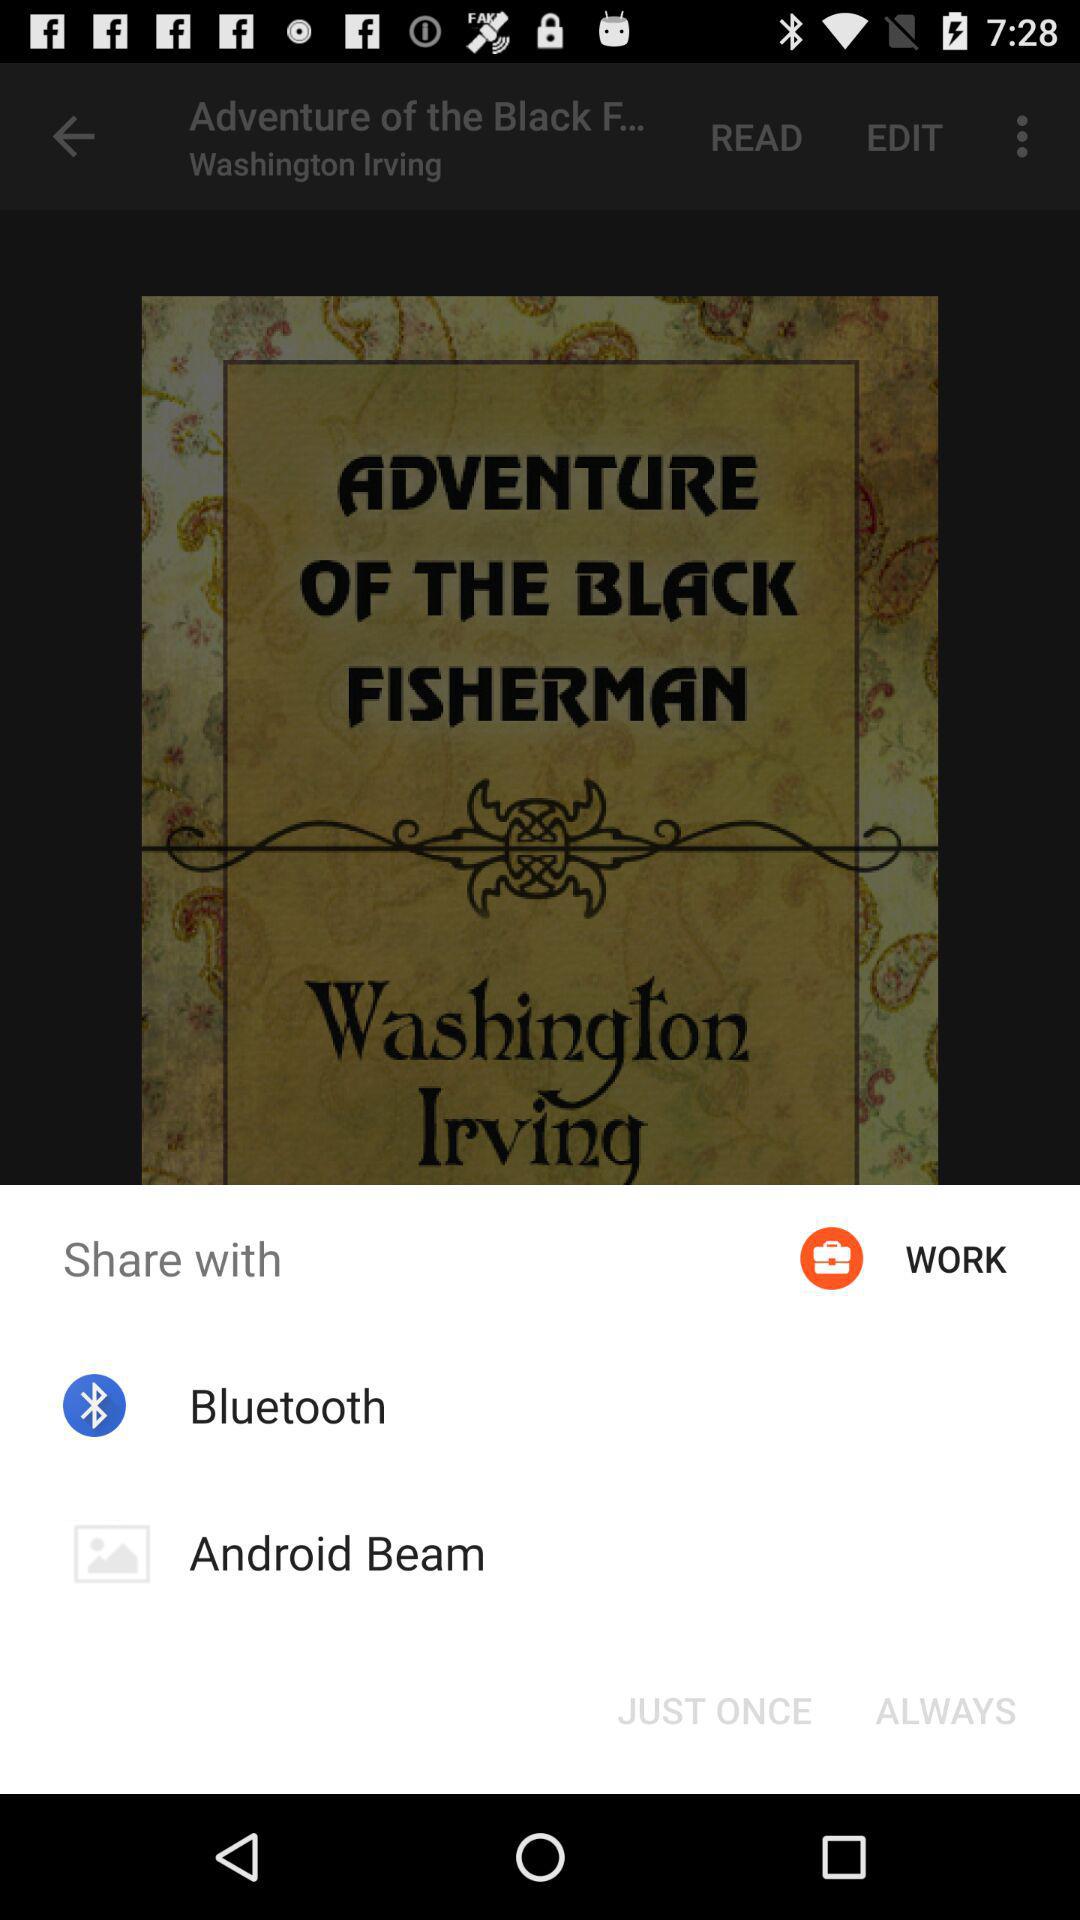 FAKE
7:28
Adventure of the Black F...
Washington Irving
READ
EDIT
ADVENTURE
OF THE BLACK
FISHERMAN
Washington
Irving
Share with
WORK
Bluetooth
Android Beam
JUST ONCE
ALWAYS